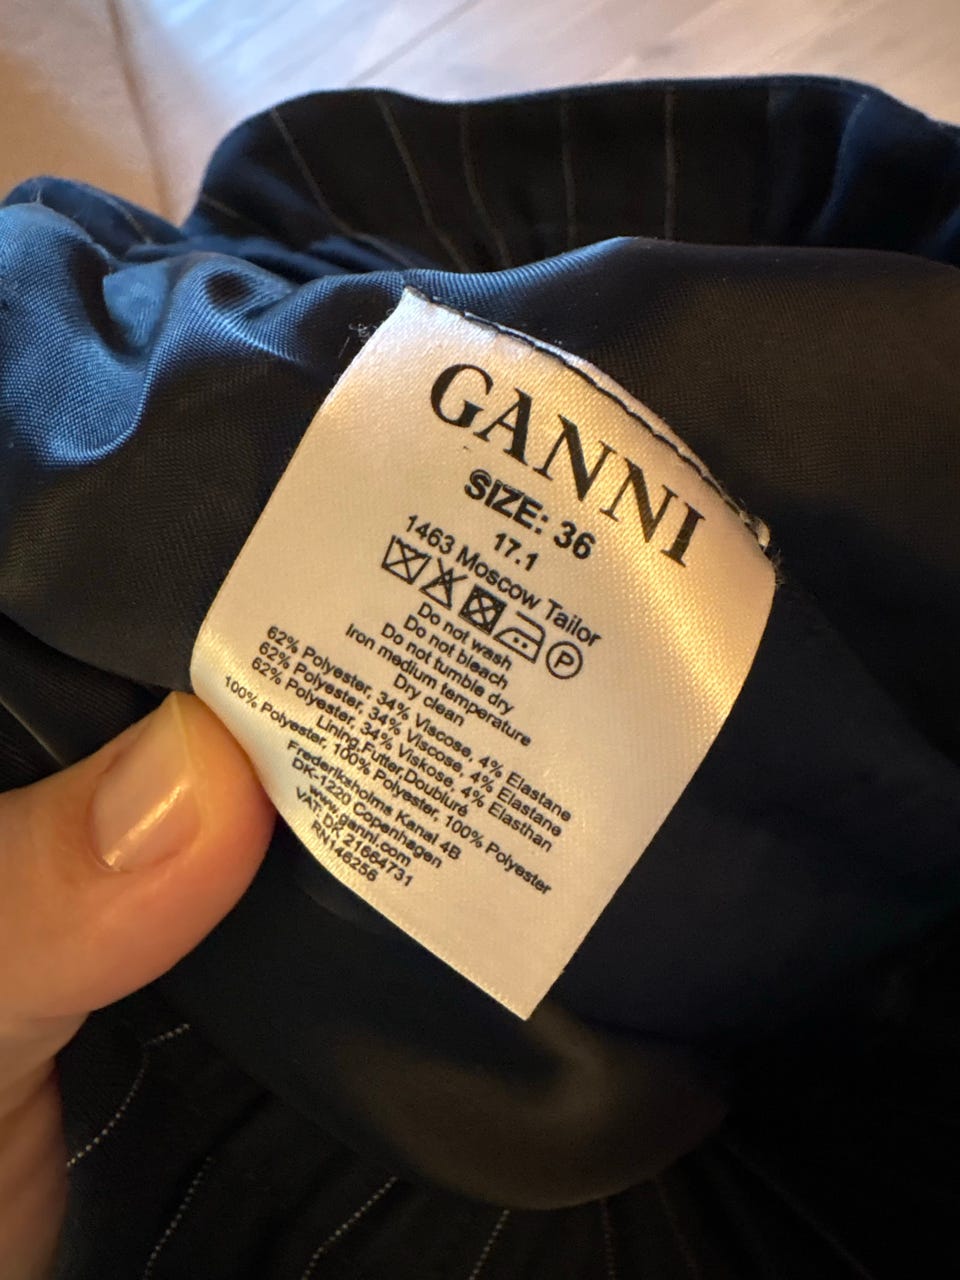 GANNI
SIZE: 36
17.1
1463 Moscow Tailor
P
Do not wash
Do not bleach
Do not tumble dry
Iron medium temperature
Dry clean
62% Polyester, 34% Viscose, 4% Elastane
62% Polyester, 34% Viscose, 4% Elastane
62% Polyester, 34% Viskose, 4% Elasthan
Lining,Futter,Doublure
100% Polyester, 100% Polyester, 100% Polyester
Frederiksholms Kanal 4B
DK-1220 Copenhagen
www.ganni.com
VAT DK 21664731
RN146256